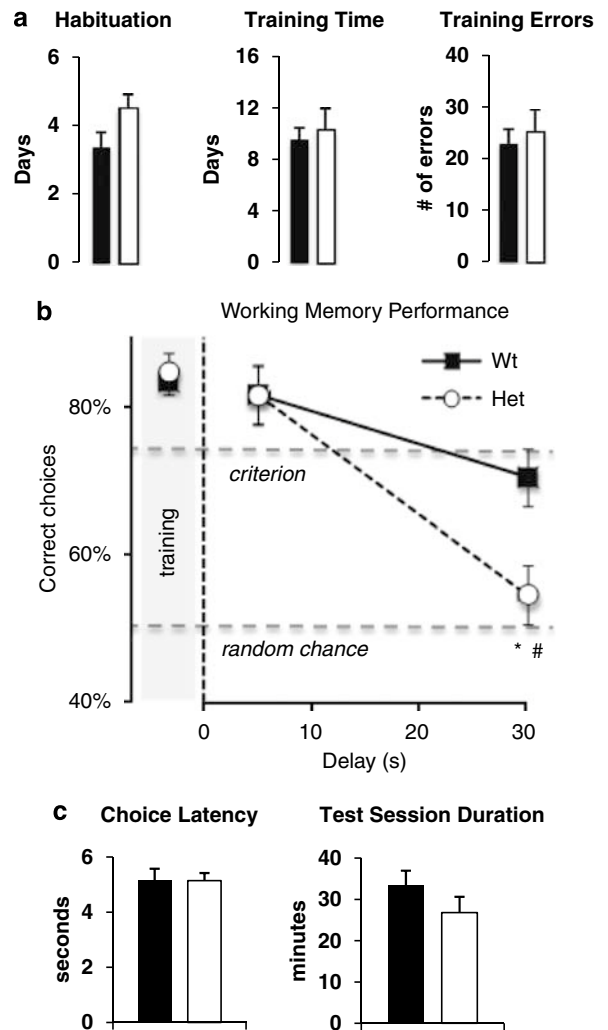 a Habituation Training Time Training Errors
6 16 40
4 12 30
Days Days # of errors
8 20
2 4 10
0 0 0
b Working Memory Performance
Wt
Het
80%
criterion
Correct choices
training
60%
random chance
* #
40%
0 10 20 30
Delay (s)
c Choice Latency Test Session Duration
6 40
4 30
seconds minutes
20
2 10
0 0